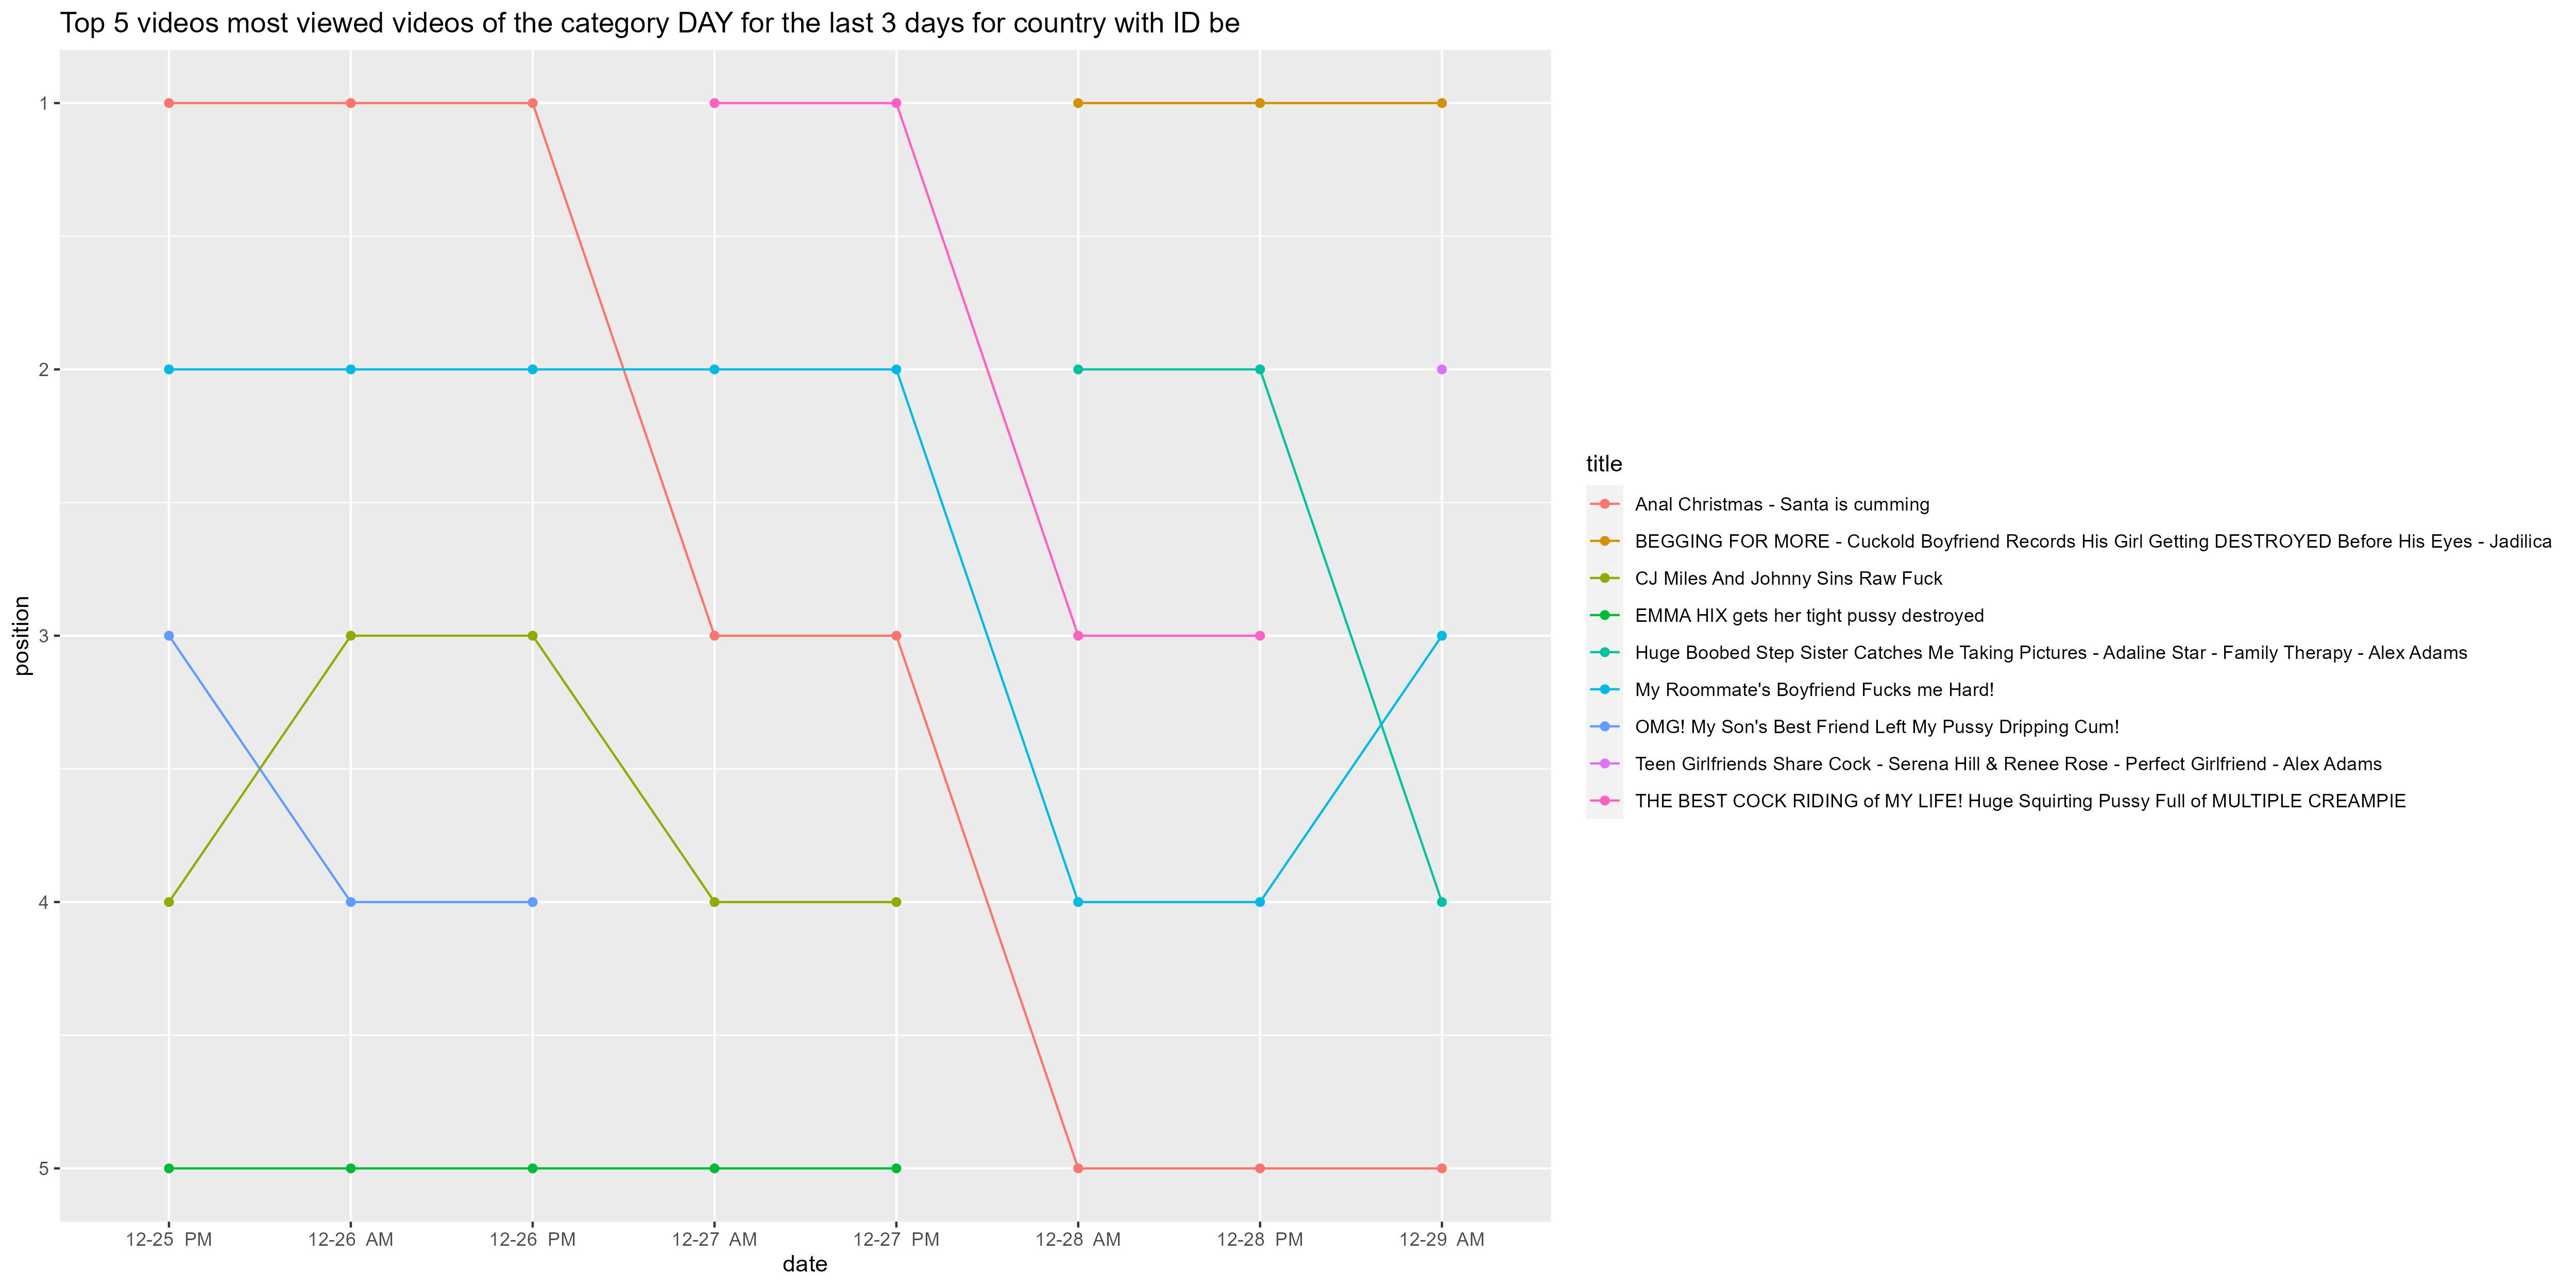 Top 5 videos most viewed videos of the category DAY for the last 3 days for country with ID be
position
1
2
3
4
5
12-25 PM
12-26 AM
12-26 PM
12-27 AM
12-27 PM
12-28 AM
12-28 PM
12-29 AM
date
title
Anal Christmas - Santa is cumming
BEGGING FOR MORE - Cuckold Boyfriend Records His Girl Getting DESTROYED Before His Eyes - Jadilica
CJ Miles And Johnny Sins Raw Fuck
EMMA HIX gets her tight pussy destroyed
Huge Boobed Step Sister Catches Me Taking Pictures - Adaline Star - Family Therapy - Alex Adams
My Roommate's Boyfriend Fucks me Hard!
OMG! My Son's Best Friend Left My Pussy Dripping Cum!
Teen Girlfriends Share Cock - Serena Hill & Renee Rose - Perfect Girlfriend - Alex Adams
THE BEST COCK RIDING of MY LIFE! Huge Squirting Pussy Full of MULTIPLE CREAMPIE